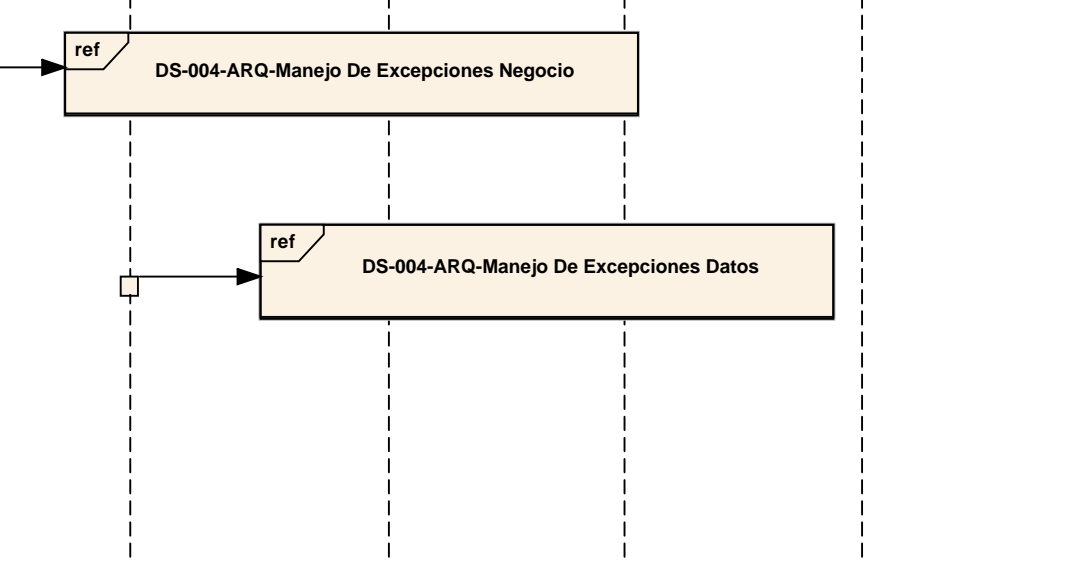 ref
DS-004-ARQ-Manejo De Excepciones Negocio
ref
DS-004-ARQ-Manejo De Excepciones Datos